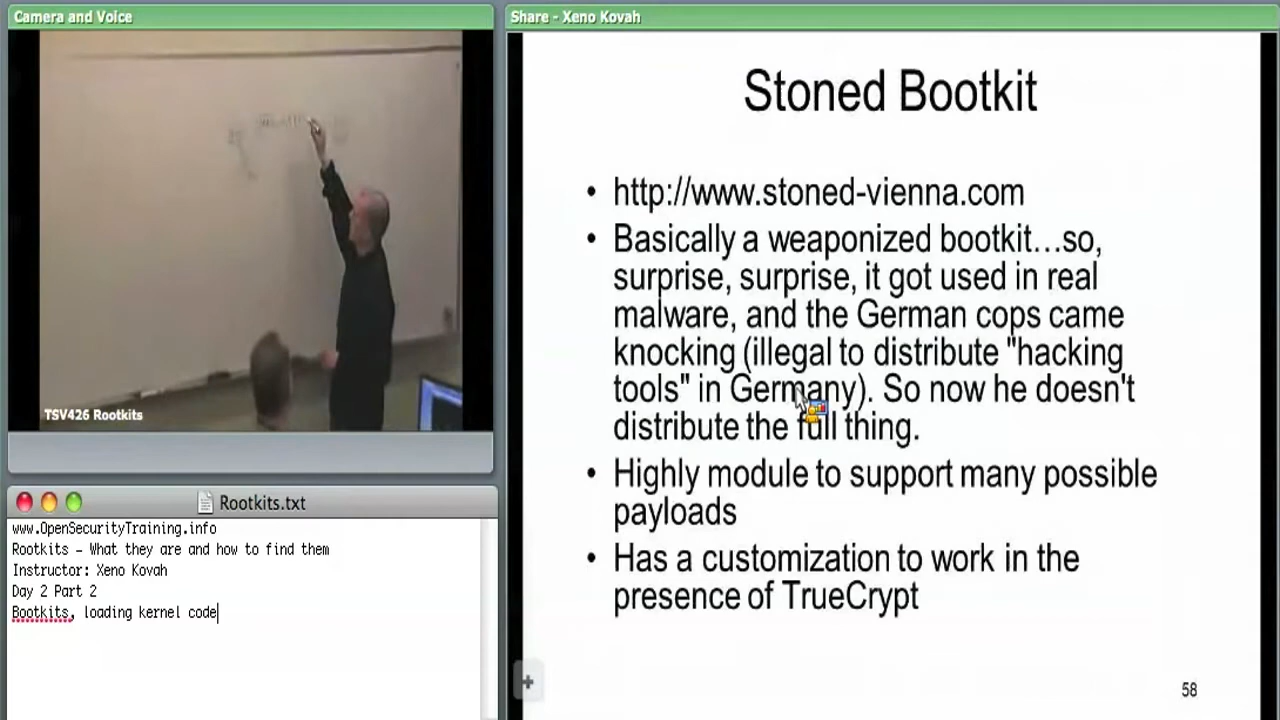 Camera and Voice
TSV426 Rootkits
Rootkits.txt
www.OpenSecurityTraining.info
Rootkits - What they are and how to find them
Instructor: Xeno Kovah
Day 2 Part 2
Bootkits, loading kernel code
Share - Xeno Kovah
Stoned Bootkit
• http://www.stoned-vienna.com
• Basically a weaponized bootkit…so,
surprise, surprise, it got used in real
malware, and the German cops came
knocking (illegal to distribute "hacking
tools" in Germany). So now he doesn't
distribute the full thing.
• Highly module to support many possible
payloads
• Has a customization to work in the
presence of TrueCrypt
58